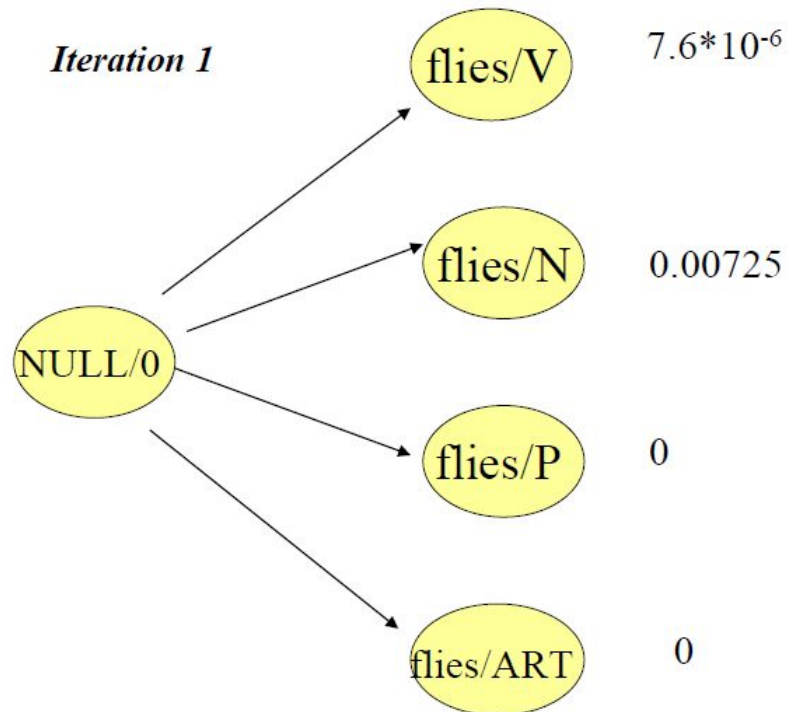 Iteration 1
flies/V
7.6*10⁻⁶
flies/N
0.00725
NULL/0
flies/P
0
flies/ART
0